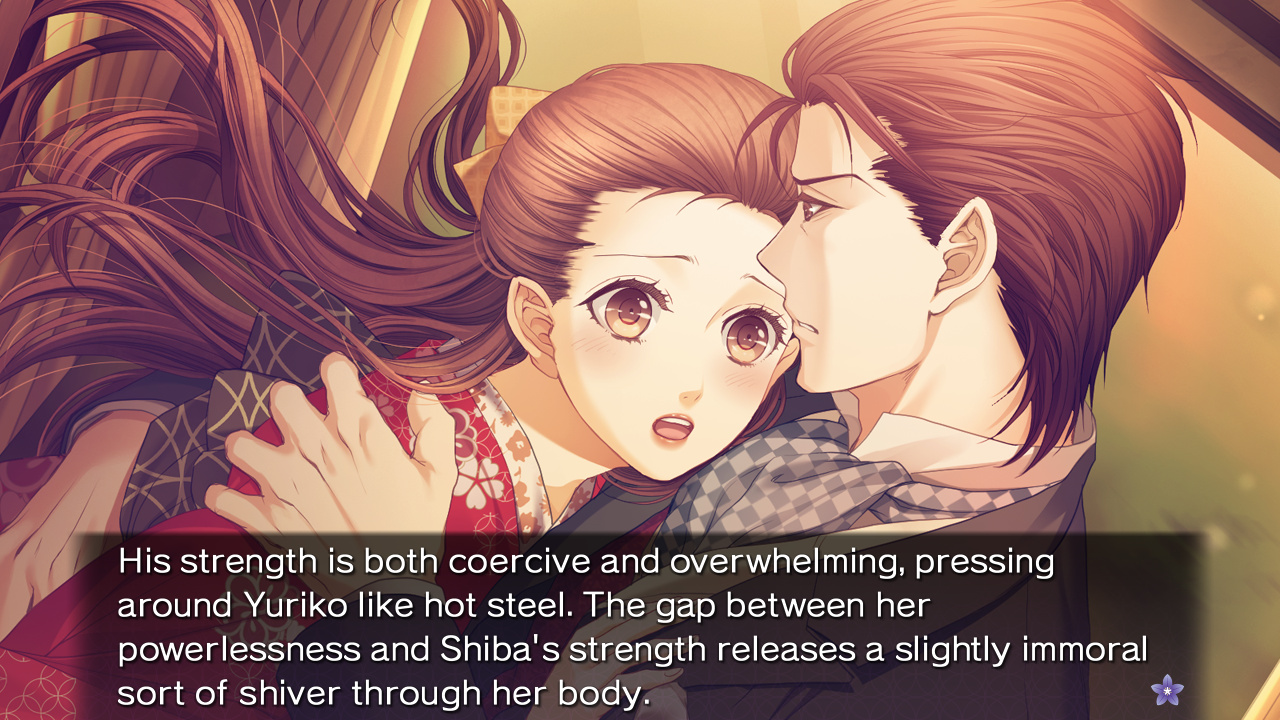 His strength is both coercive and overwhelming, pressing
around Yuriko like hot steel. The gap between her
powerlessness and Shiba's strength releases a slightly immoral
sort of shiver through her body.